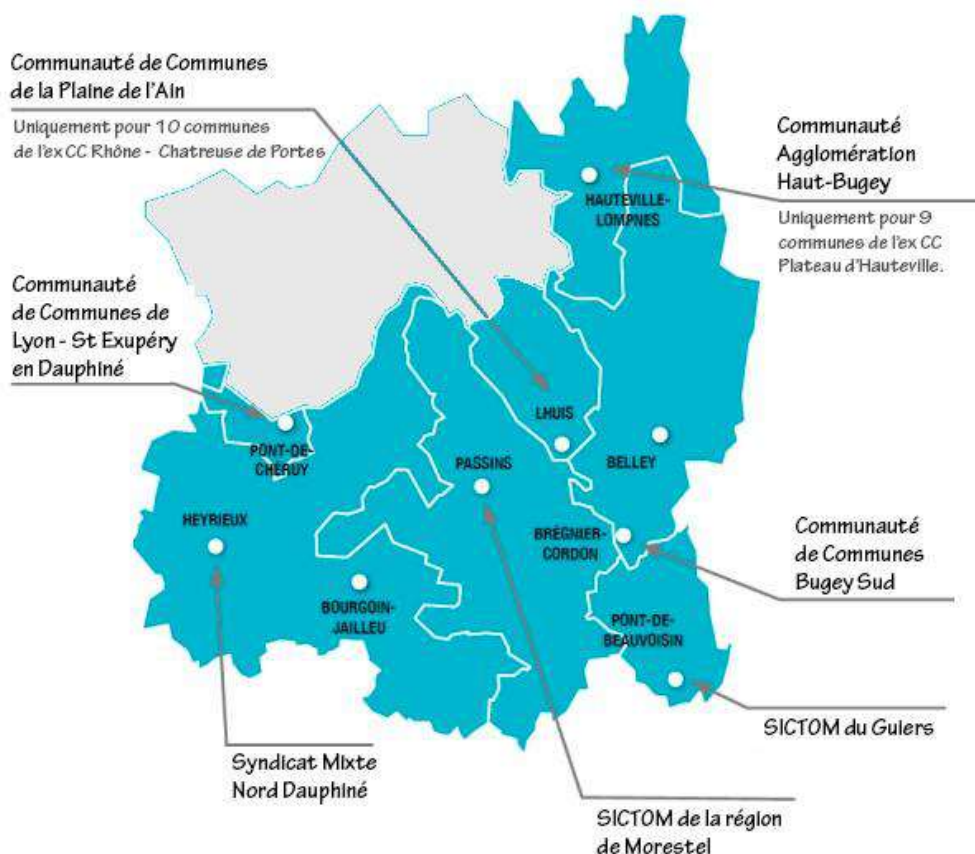 Communauté de Communes
de la Plaine de l'Ain
Uniquement pour 10 communes
de l'ex CC Rhône - Chatreuse de Portes
Communauté
Agglomération
Haut-Bugey
Uniquement pour 9
communes de l'ex CC
Plateau d'Hauteville.
HAUTEVILLE-
LOMPNES
Communauté
de Communes de
Lyon - St Exupéry
en Dauphiné
LHUIS
PONT-DE-
CHERUY
PASSINS
BELLEY
HEYRIEUX
BRÉGNIER-
CORDON
Communauté
de Communes
Bugey Sud
BOURGOIN-
JAILLEU
PONT-DE-
BEAUVOISIN
SICTOM du Guiers
Syndicat Mixte
Nord Dauphiné
SICTOM de la région
de Morestel